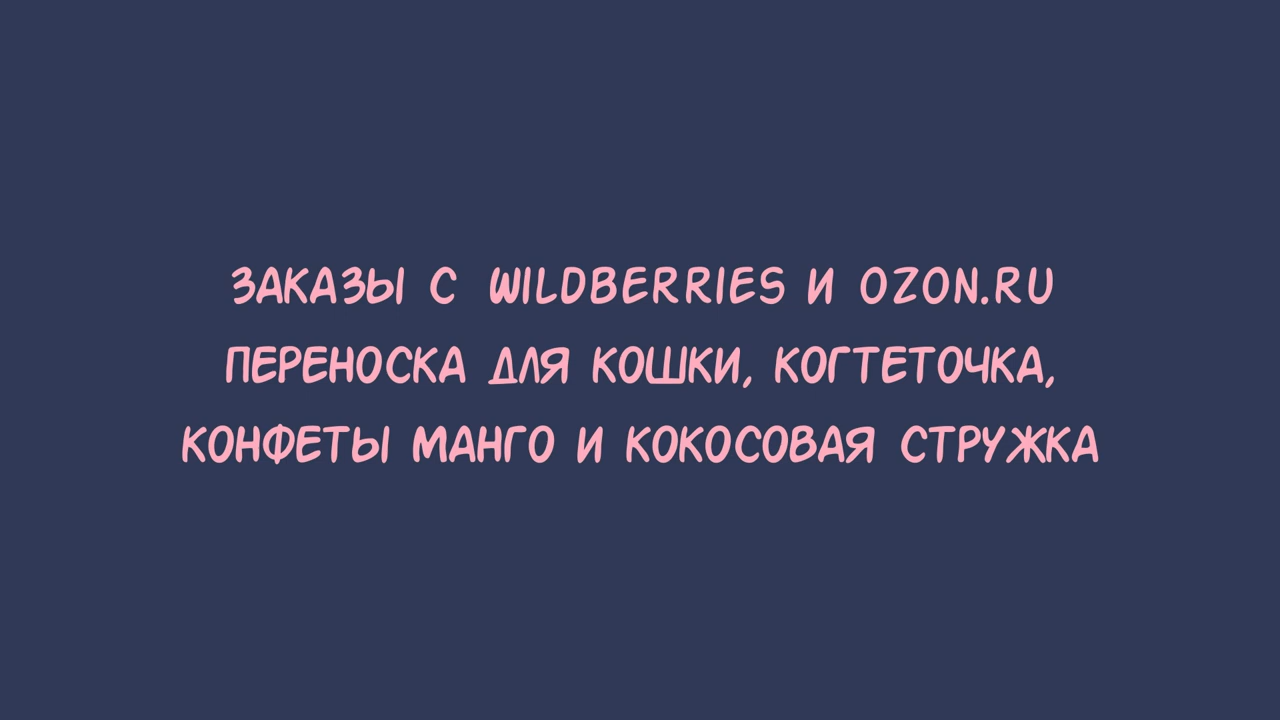 ЗАКАЗЫ С WILDBERRIES И OZON.RU
ПЕРЕНОСКА ДЛЯ КОШКИ, КОГТЕТОЧКА,
КОНФЕТЫ МАНГО И КОКОСОВАЯ СТРУЖКА